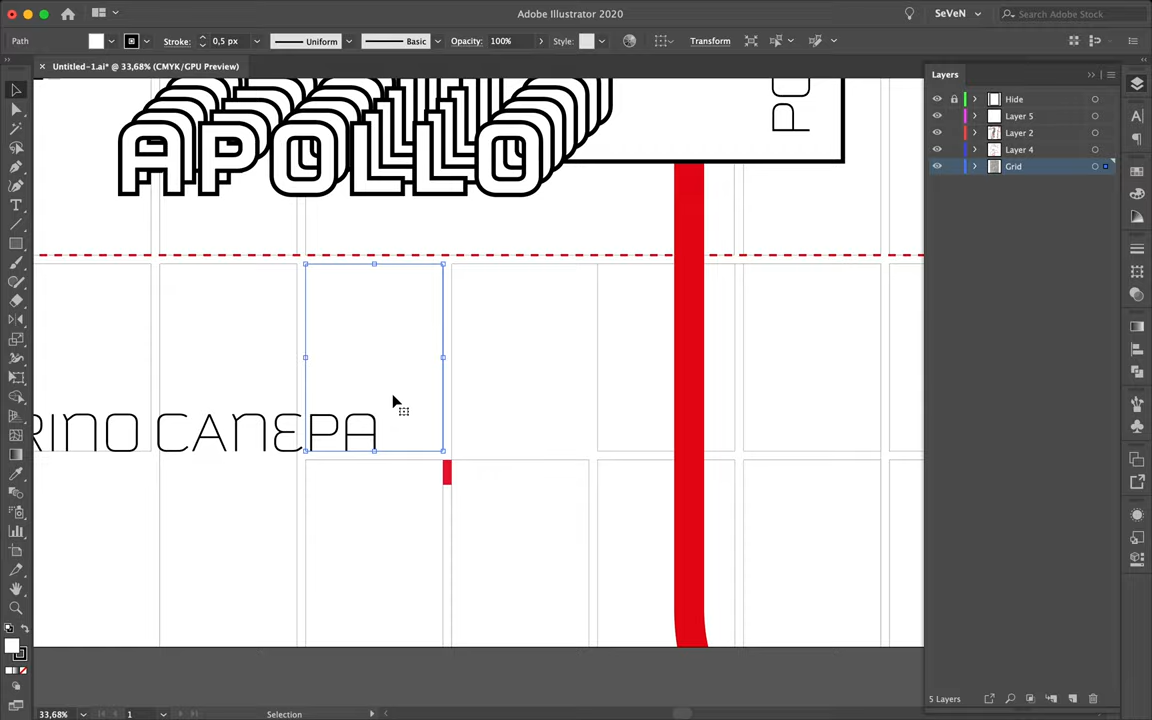 Adobe Illustrator 2020
SeVeN
Search Adobe Stock
Path
Stroke:
0,5 px
Uniform
Basic
Opacity:
100%
Style:
Transform
Untitled-1.ai* @ 33,68% (CMYK/GPU Preview)
Layers
Hide
Layer 5
Layer 2
Layer 4
Grid
PO
APOLLO
RINO CANEPA
5 Layers
33,68%
1
Selection